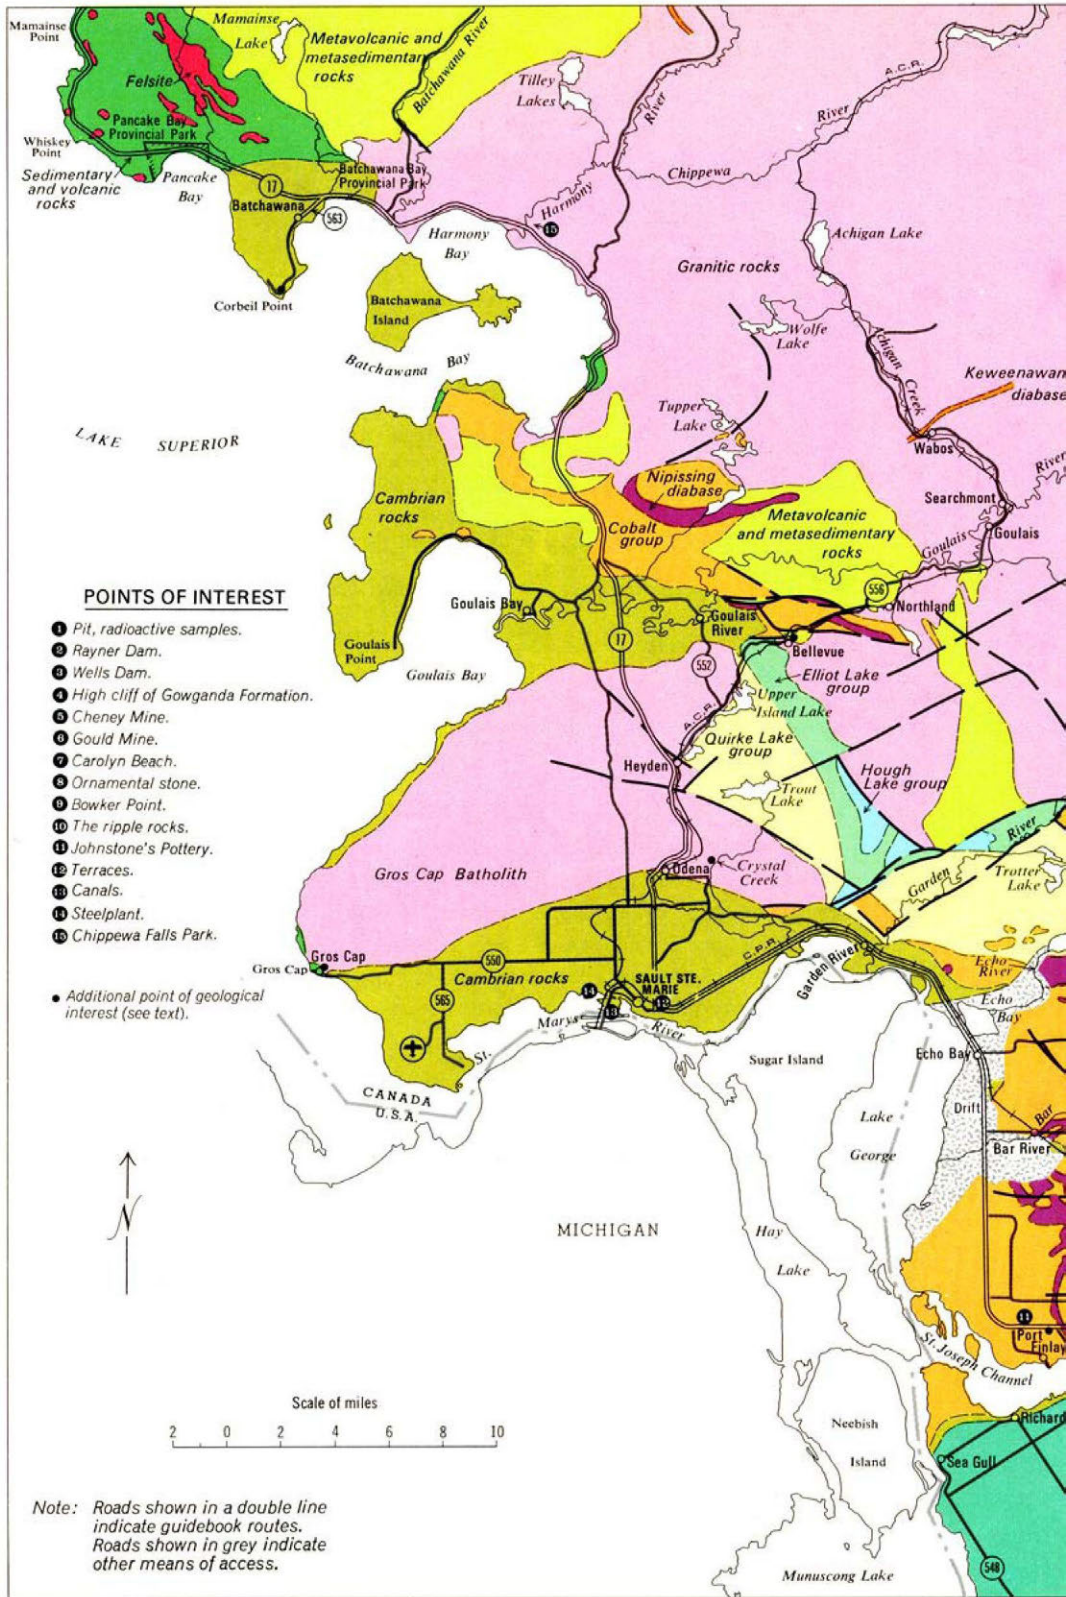 Mamainse
Point
Mamainse
Lake
Metavolcanic and
metasedimentary
rocks
Batchawana River
Felsite
Tilley
Lakes
River
A.C.R.
River
Chippewa
Pancake Bay
Provincial Park
Whiskey
Point
Sedimentary
and volcanic
rocks
Pancake
Bay
Batchawana Bay
Provincial Park
17
Batchawana
563
Harmony
Harmony
Bay
15
Corbeil Point
Batchawana
Island
Batchawana Bay
Granitic rocks
Achigan Lake
Wolfe
Lake
Achigan Creek
Keweenawan
diabase
Wabos
Tupper
Lake
LAKE SUPERIOR
Cambrian
rocks
Nipissing
diabase
Cobalt
group
Metavolcanic
and metasedimentary
rocks
River
Searchmont
Goulais
Goulais
556
Northland
POINTS OF INTEREST
1 Pit, radioactive samples.
2 Rayner Dam.
3 Wells Dam.
4 High cliff of Gowganda Formation.
5 Cheney Mine.
6 Gould Mine.
7 Carolyn Beach.
8 Ornamental stone.
9 Bowker Point.
10 The ripple rocks.
11 Johnstone's Pottery.
12 Terraces.
13 Canals.
14 Steelplant.
15 Chippewa Falls Park.
• Additional point of geological
interest (see text).
Goulais Bay
Goulais
Point
Goulais Bay
17
Goulais
River
552
Bellevue
Elliot Lake
group
Upper
Island Lake
A.C.R.
Quirke Lake
group
Heyden
Hough
Lake group
Trout
Lake
Gros Cap Batholith
Odena
Crystal
Creek
Garden
River
Trotter
Lake
Gros Cap
Gros Cap
550
Cambrian rocks
565
C.P.R.
SAULT STE.
MARIE
14
12
13
Garden River
Echo
River
Echo
Bay
St. Marys River
Sugar Island
Echo Bay
CANADA
U.S.A.
Lake
George
Drift
Bar
Bar River
N
MICHIGAN
Hay
Lake
11
Port
Finlay
St. Joseph Channel
Scale of miles
2 0 2 4 6 8 10
Neebish
Island
Richard
Sea Gull
Note: Roads shown in a double line
indicate guidebook routes.
Roads shown in grey indicate
other means of access.
Munuscong Lake
548